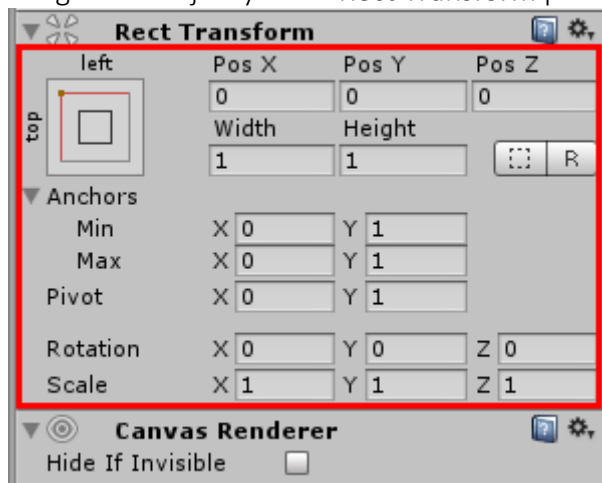 Rect Transform
left Pos X Pos Y Pos Z
top
0 0 0
Width Height
1 1 R
Anchors
Min X 0 Y 1
Max X 0 Y 1
Pivot X 0 Y 1
Rotation X 0 Y 0 Z 0
Scale X 1 Y 1 Z 1
Canvas Renderer
Hide If Invisible